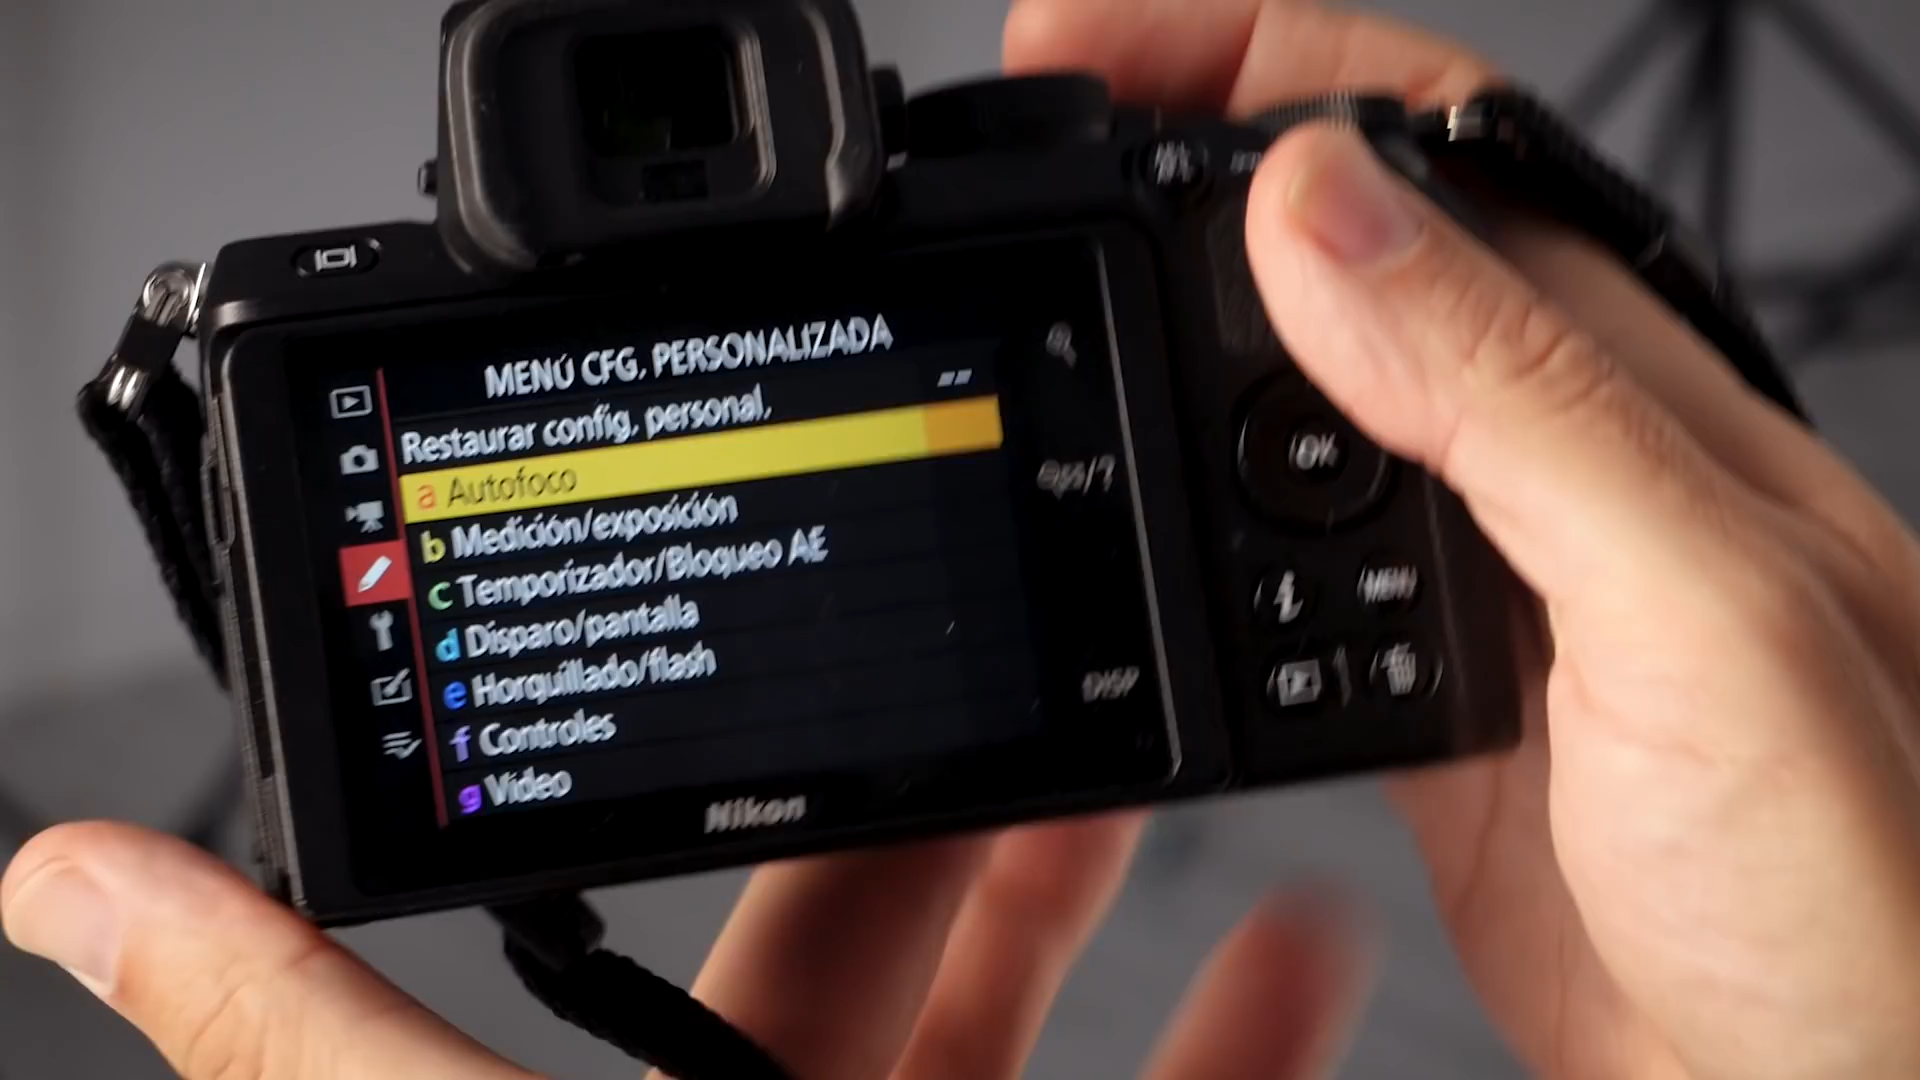 MENÚ CFG. PERSONALIZADA
Restaurar config. personal. --
a Autofoco
b Medición/exposición
c Temporizador/Bloqueo AE
d Disparo/pantalla
e Horquillado/flash
f Controles
g Vídeo
Nikon
OK
i MENU
DISP